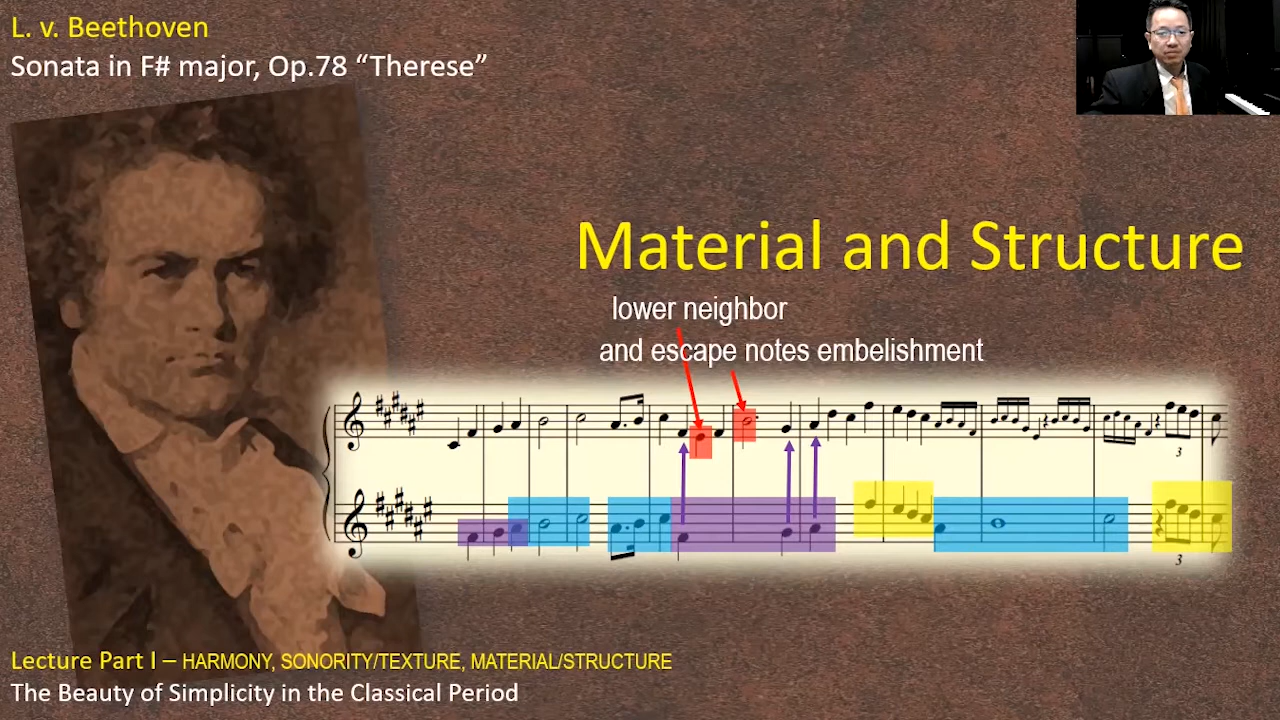 L. v. Beethoven
Sonata in F# major, Op.78 “Therese”
Material and Structure
lower neighbor
and escape notes embelishment
3
3
Lecture Part I – HARMONY, SONORITY/TEXTURE, MATERIAL/STRUCTURE
The Beauty of Simplicity in the Classical Period